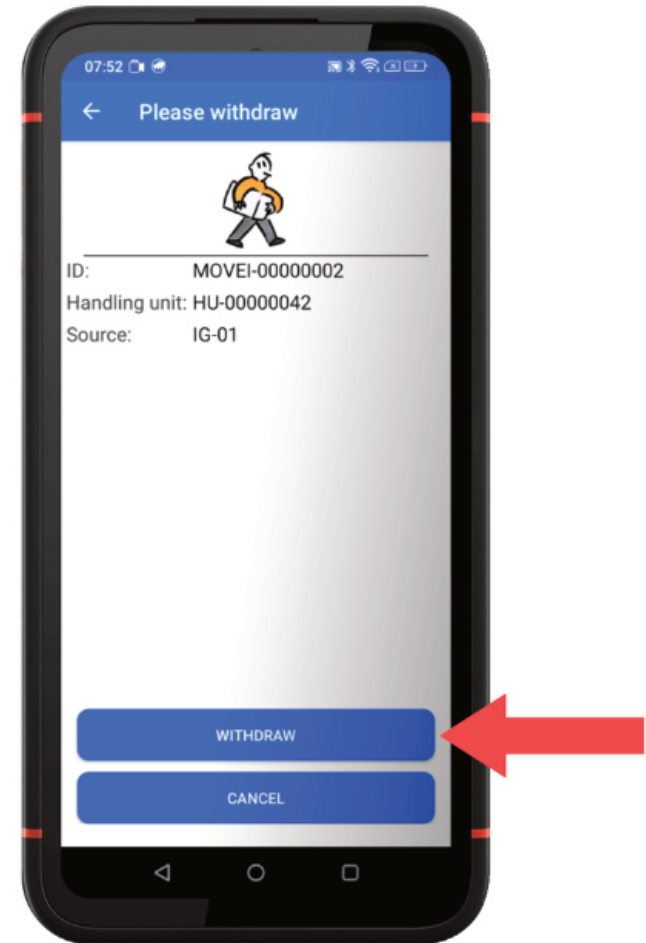 07:52
Please withdraw
ID: MOVEI-00000002
Handling unit: HU-00000042
Source: IG-01
WITHDRAW
CANCEL